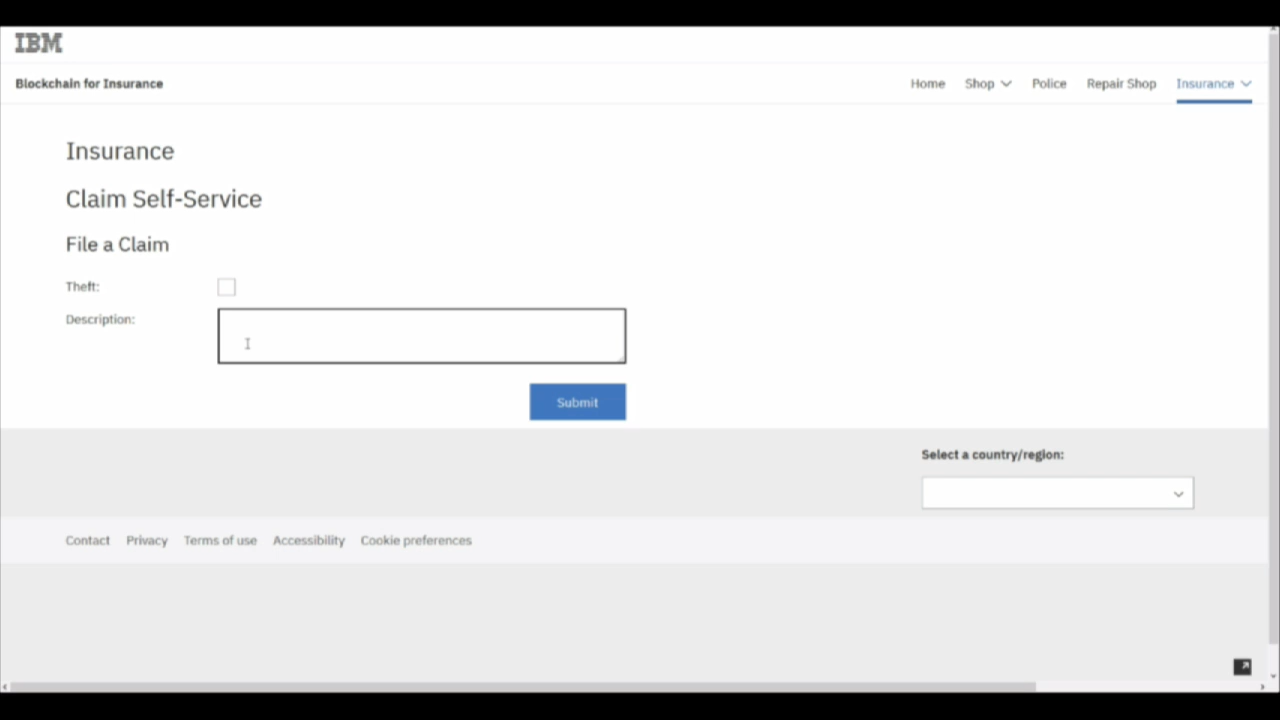 IBM
Blockchain for Insurance
Home Shop Police Repair Shop Insurance
Insurance
Claim Self-Service
File a Claim
Theft:
Description:
Submit
Select a country/region:
Contact Privacy Terms of use Accessibility Cookie preferences